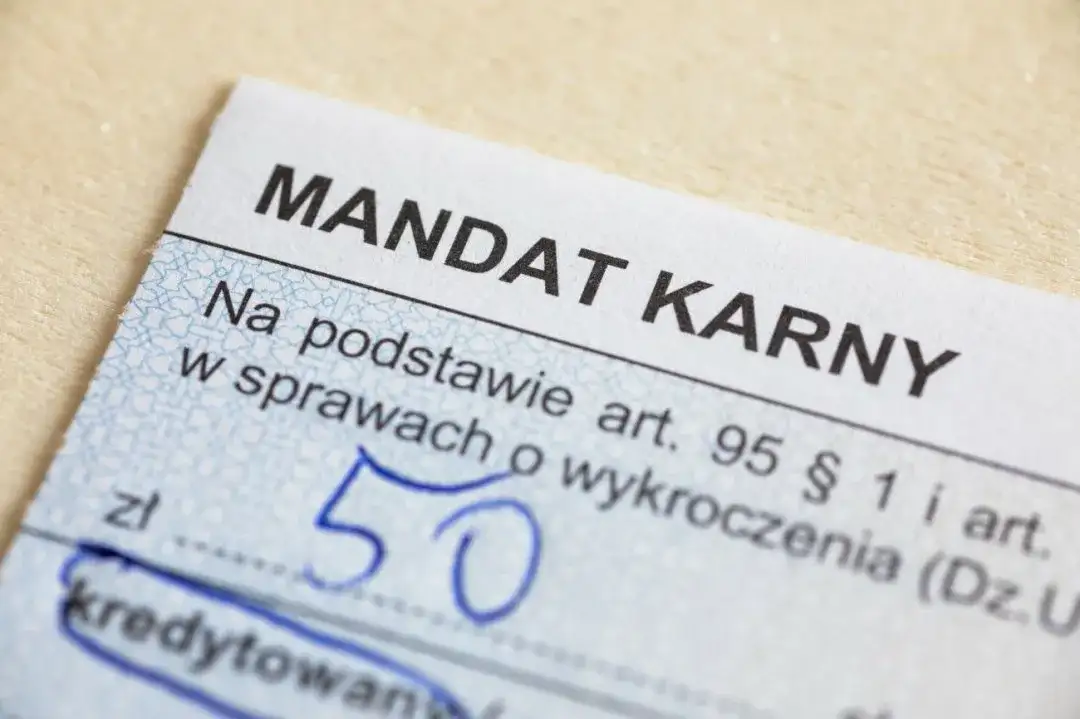 MANDAT KARNY
Na podstawie art. 95 § 1 i art.
w sprawach o wykroczenia (Dz.U
zł 50
kredytowany/